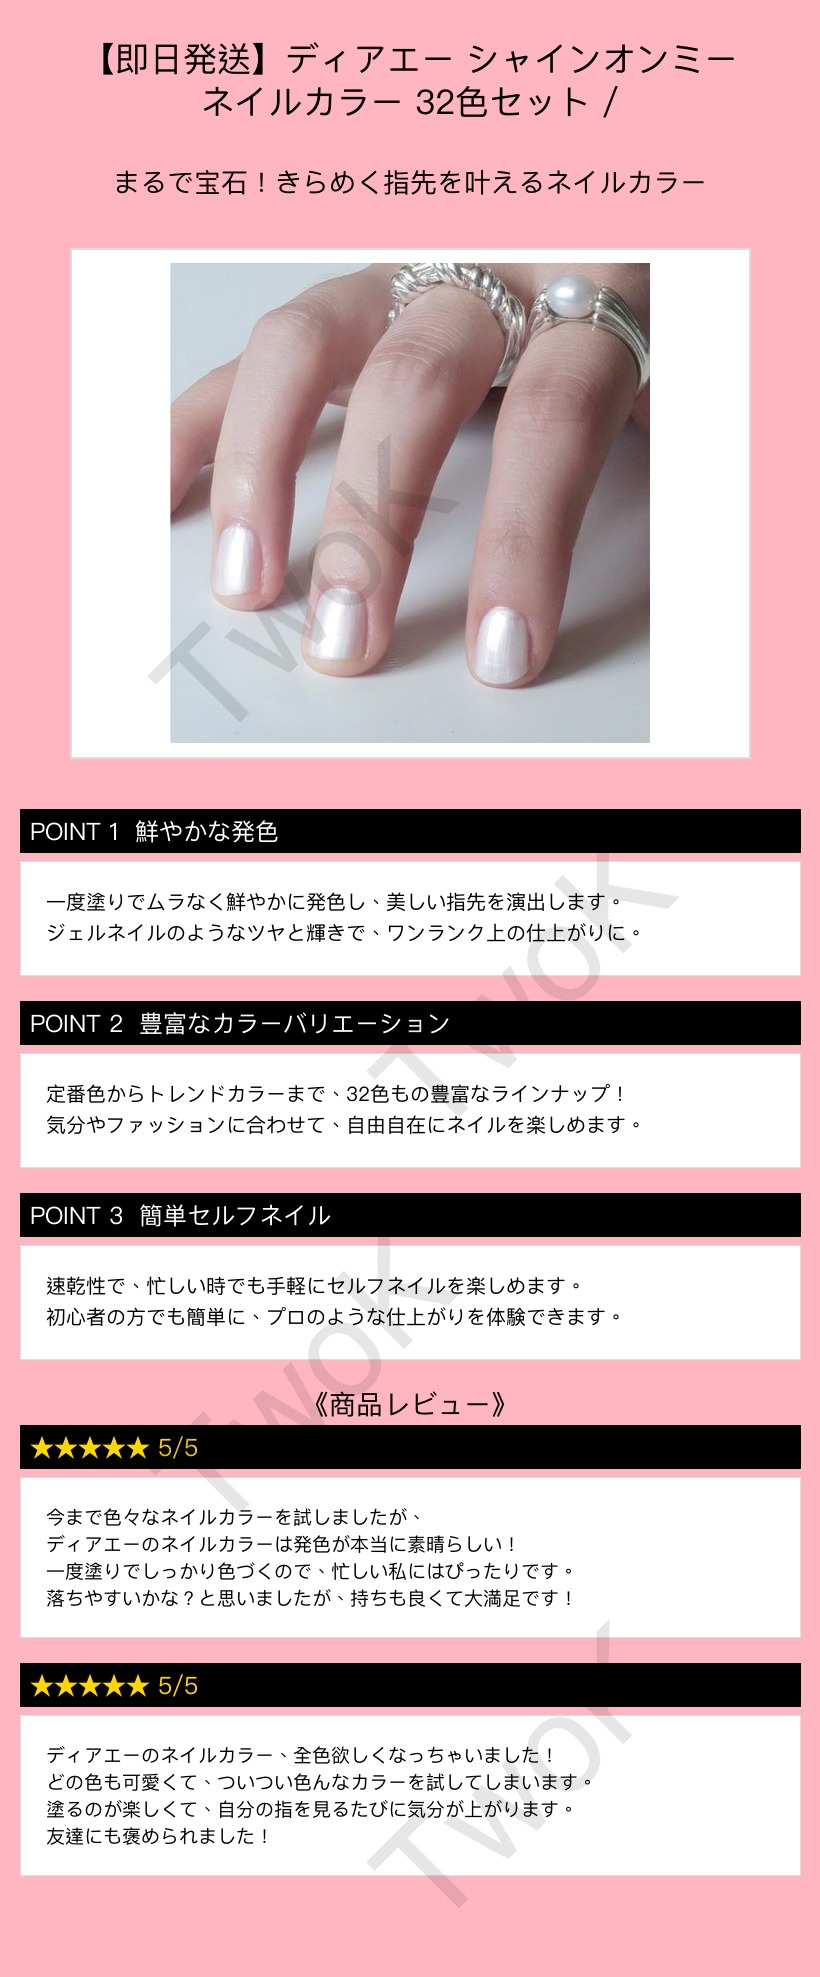 【即日発送】ディアエー シャインオンミー
ネイルカラー 32色セット /
まるで宝石！きらめく指先を叶えるネイルカラー
TwoK
POINT 1 鮮やかな発色
一度塗りでムラなく鮮やかに発色し、美しい指先を演出します。
ジェルネイルのようなツヤと輝きで、ワンランク上の仕上がりに。
TwoK
POINT 2 豊富なカラーバリエーション
定番色からトレンドカラーまで、32色もの豊富なラインナップ！
気分やファッションに合わせて、自由自在にネイルを楽しめます。
POINT 3 簡単セルフネイル
速乾性で、忙しい時でも手軽にセルフネイルを楽しめます。
初心者の方でも簡単に、プロのような仕上がりを体験できます。
TwoK
《商品レビュー》
★★★★★ 5/5
今まで色々なネイルカラーを試しましたが、
ディアエーのネイルカラーは発色が本当に素晴らしい！
一度塗りでしっかり色づくので、忙しい私にはぴったりです。
落ちやすいかな？と思いましたが、持ちも良くて大満足です！
★★★★★ 5/5
ディアエーのネイルカラー、全色欲しくなっちゃいました！
どの色も可愛くて、ついつい色んなカラーを試してしまいます。
塗るのが楽しくて、自分の指を見るたびに気分が上がります。
友達にも褒められました！
TwoK